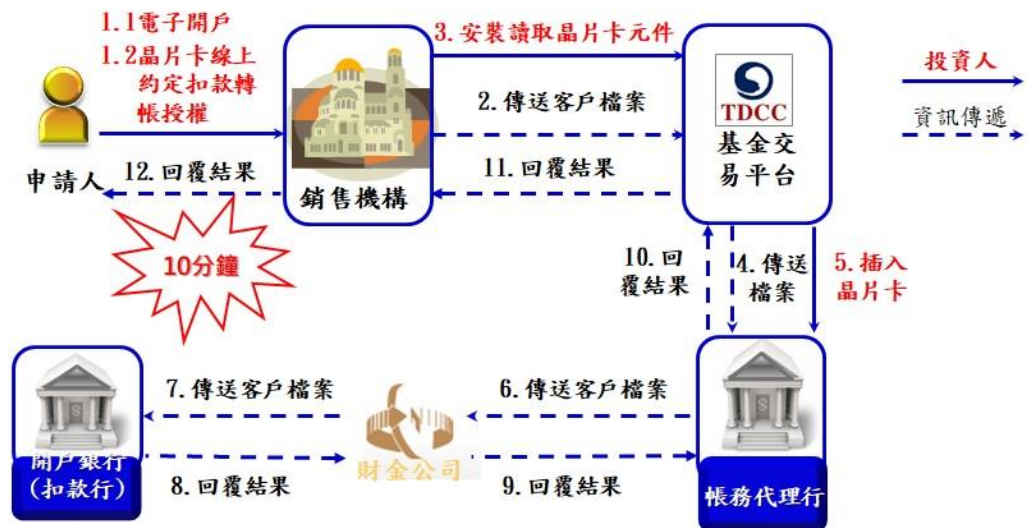 1.1電子開戶
1.2晶片卡線上
約定扣款轉
帳授權
3.安裝讀取晶片卡元件
投資人
2.傳送客戶檔案
TDCC
資訊傳遞
基金交
易平台
申請人
12.回覆結果
銷售機構
11.回覆結果
10分鐘
10.回
覆結果
4.傳送
檔案
5.插入
晶片卡
7.傳送客戶檔案
6.傳送客戶檔案
開戶銀行
(扣款行)
8.回覆結果
財金公司
9.回覆結果
帳務代理行